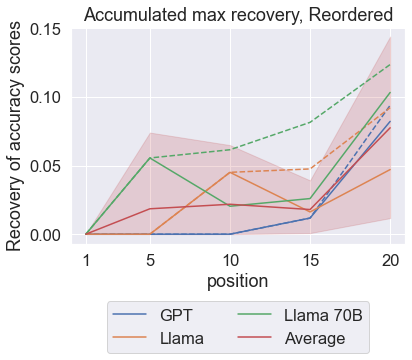 Accumulated max recovery, Reordered
Recovery of accuracy scores
0.15
0.10
0.05
0.00
1 5 10 15 20
position
GPT Llama 70B
Llama Average